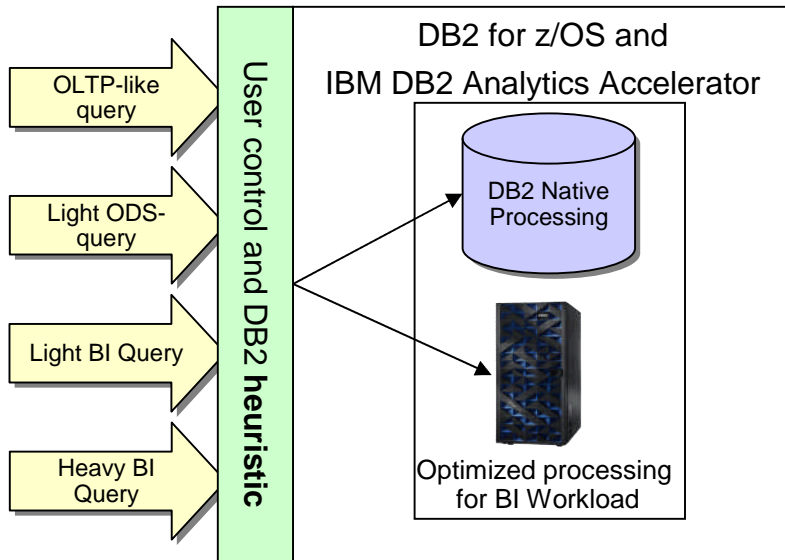 DB2 for z/OS and
IBM DB2 Analytics Accelerator
OLTP-like
query
Light ODS-
query
Light BI Query
Heavy BI
Query
User control and DB2 heuristic
DB2 Native
Processing
Optimized processing
for BI Workload